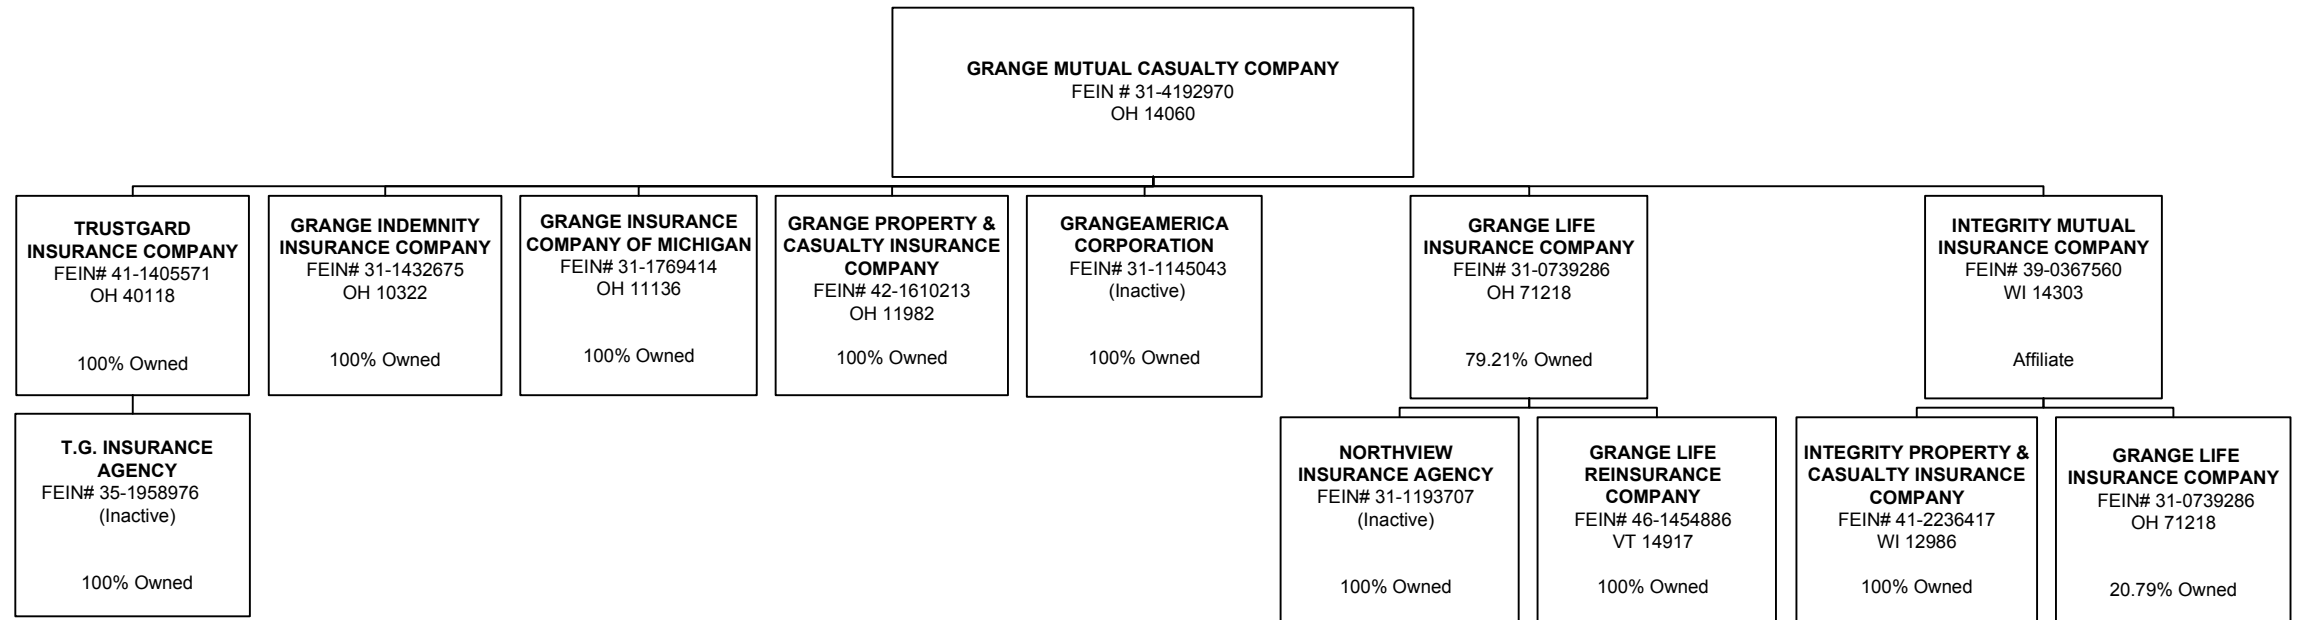 GRANGE MUTUAL CASUALTY COMPANY
FEIN # 31-4192970
OH 14060
TRUSTGARD
INSURANCE COMPANY
FEIN# 41-1405571
OH 40118
100% Owned
GRANGE INDEMNITY
INSURANCE COMPANY
FEIN# 31-1432675
OH 10322
100% Owned
GRANGE INSURANCE
COMPANY OF MICHIGAN
FEIN# 31-1769414
OH 11136
100% Owned
GRANGE PROPERTY &
CASUALTY INSURANCE
COMPANY
FEIN# 42-1610213
OH 11982
100% Owned
GRANGEAMERICA
CORPORATION
FEIN# 31-1145043
(Inactive)
100% Owned
GRANGE LIFE
INSURANCE COMPANY
FEIN# 31-0739286
OH 71218
79.21% Owned
INTEGRITY MUTUAL
INSURANCE COMPANY
FEIN# 39-0367560
WI 14303
Affiliate
T.G. INSURANCE
AGENCY
FEIN# 35-1958976
(Inactive)
100% Owned
NORTHVIEW
INSURANCE AGENCY
FEIN# 31-1193707
(Inactive)
100% Owned
GRANGE LIFE
REINSURANCE
COMPANY
FEIN# 46-1454886
VT 14917
100% Owned
INTEGRITY PROPERTY &
CASUALTY INSURANCE
COMPANY
FEIN# 41-2236417
WI 12986
100% Owned
GRANGE LIFE
INSURANCE COMPANY
FEIN# 31-0739286
OH 71218
20.79% Owned